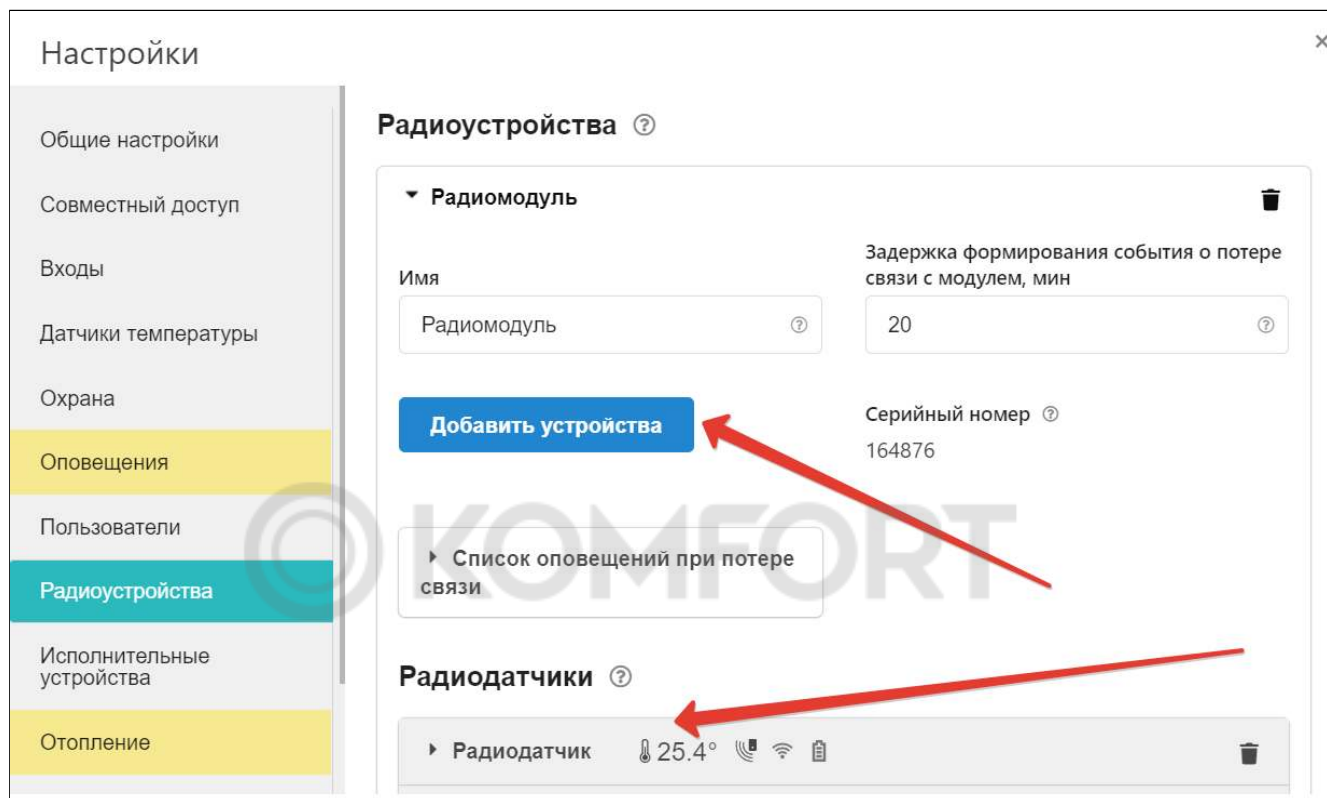 Настройки
Общие настройки
Совместный доступ
Входы
Датчики температуры
Охрана
Оповещения
Пользователи
Радиоустройства
Исполнительные
устройства
Отопление
Радиоустройства
Радиомодуль
Имя
Радиомодуль
Задержка формирования события о потере
связи с модулем, мин
20
Добавить устройства
Серийный номер
164876
Список оповещений при потере
связи
Радиодатчики
Радиодатчик 25.4°
KOMFORT